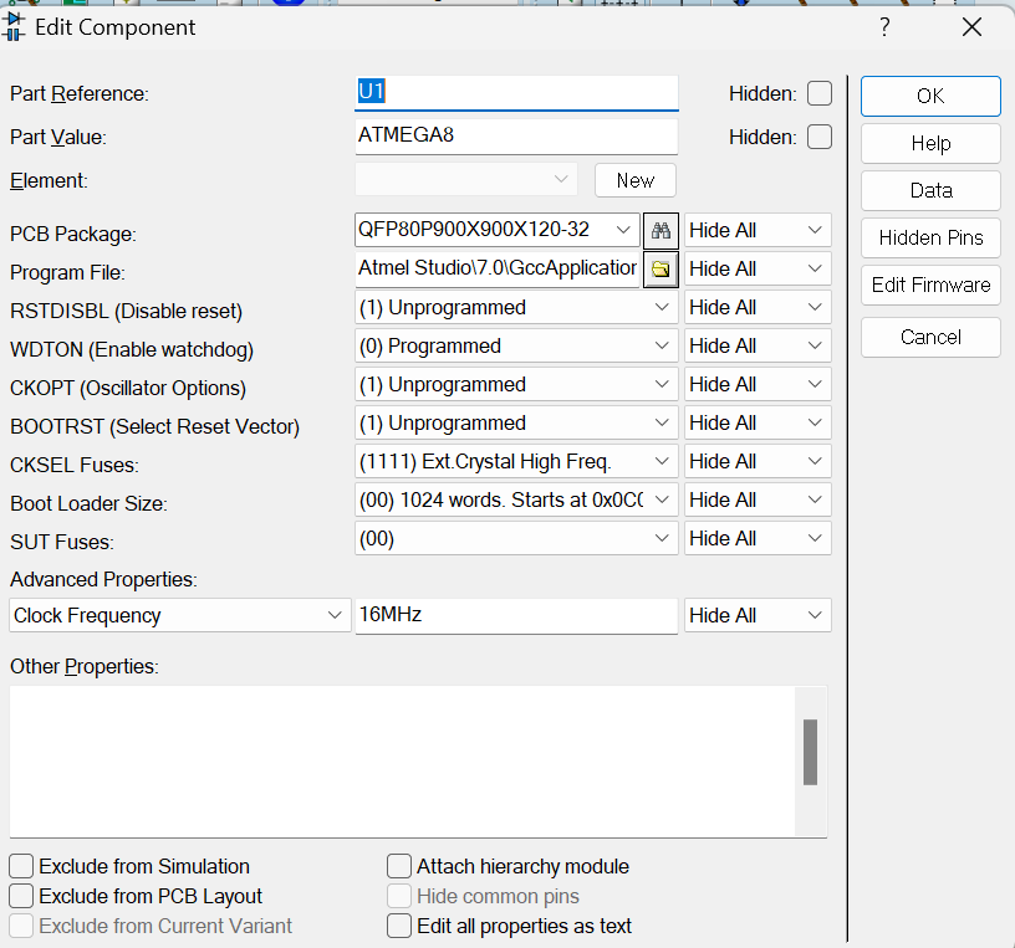 Edit Component ?
Part Reference: U1 Hidden: OK
Part Value: ATMEGA8 Hidden: Help
Element: New Data
PCB Package: QFP80P900X900X120-32 Hide All Hidden Pins
Program File: Atmel Studio\7.0\GccApplication Hide All Edit Firmware
RSTDISBL (Disable reset) (1) Unprogrammed Hide All
Cancel
WDTON (Enable watchdog) (0) Programmed Hide All
CKOPT (Oscillator Options) (1) Unprogrammed Hide All
BOOTRST (Select Reset Vector) (1) Unprogrammed Hide All
CKSEL Fuses: (1111) Ext.Crystal High Freq. Hide All
Boot Loader Size: (00) 1024 words. Starts at 0x0C0 Hide All
SUT Fuses: (00) Hide All
Advanced Properties:
Clock Frequency 16MHz Hide All
Other Properties:
Exclude from Simulation Attach hierarchy module
Exclude from PCB Layout Hide common pins
Exclude from Current Variant Edit all properties as text